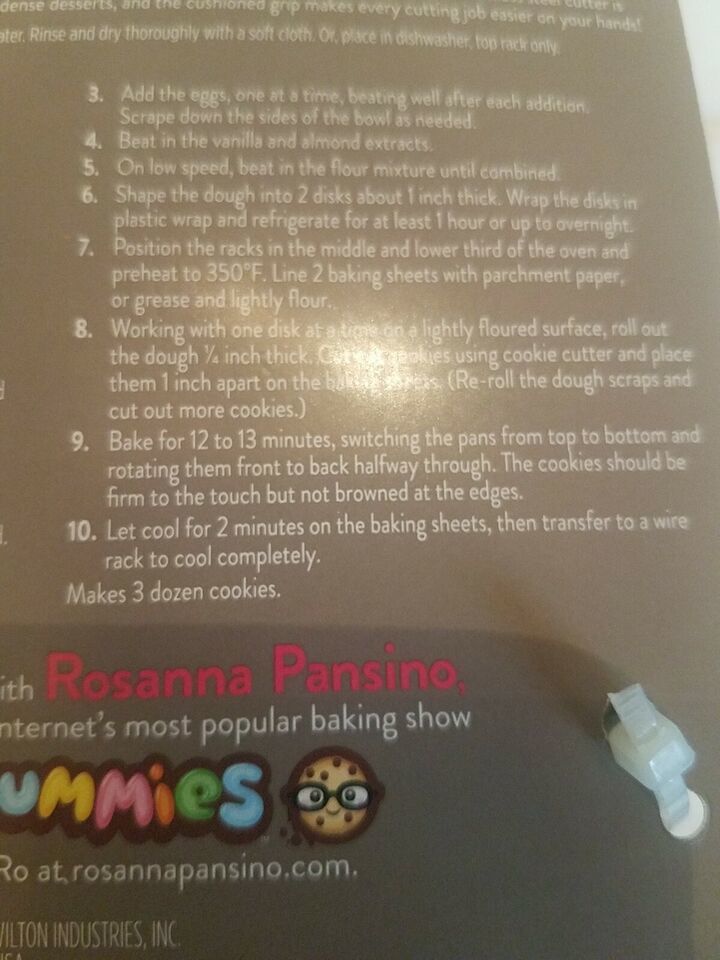 dense desserts, and the cushioned grip makes every cutting job easier on your hands!
Rinse and dry thoroughly with a soft cloth. Or, place in dishwasher, top rack only.
3. Add the eggs, one at a time, beating well after each addition.
Scrape down the sides of the bowl as needed.
4. Beat in the vanilla and almond extracts.
5. On low speed, beat in the flour mixture until combined.
6. Shape the dough into 2 disks about 1 inch thick. Wrap the disks in
plastic wrap and refrigerate for at least 1 hour or up to overnight.
7. Position the racks in the middle and lower third of the oven and
preheat to 350°F. Line 2 baking sheets with parchment paper,
or grease and lightly flour.
8. Working with one disk at a time on a lightly floured surface, roll out
the dough ¼ inch thick. Cut out cookies using cookie cutter and place
them 1 inch apart on the baking sheets. (Re-roll the dough scraps and
cut out more cookies.)
9. Bake for 12 to 13 minutes, switching the pans from top to bottom and
rotating them front to back halfway through. The cookies should be
firm to the touch but not browned at the edges.
10. Let cool for 2 minutes on the baking sheets, then transfer to a wire
rack to cool completely.
Makes 3 dozen cookies.
ith Rosanna Pansino,
nternet's most popular baking show
ummies
Ro at rosannapansino.com.
WILTON INDUSTRIES, INC.